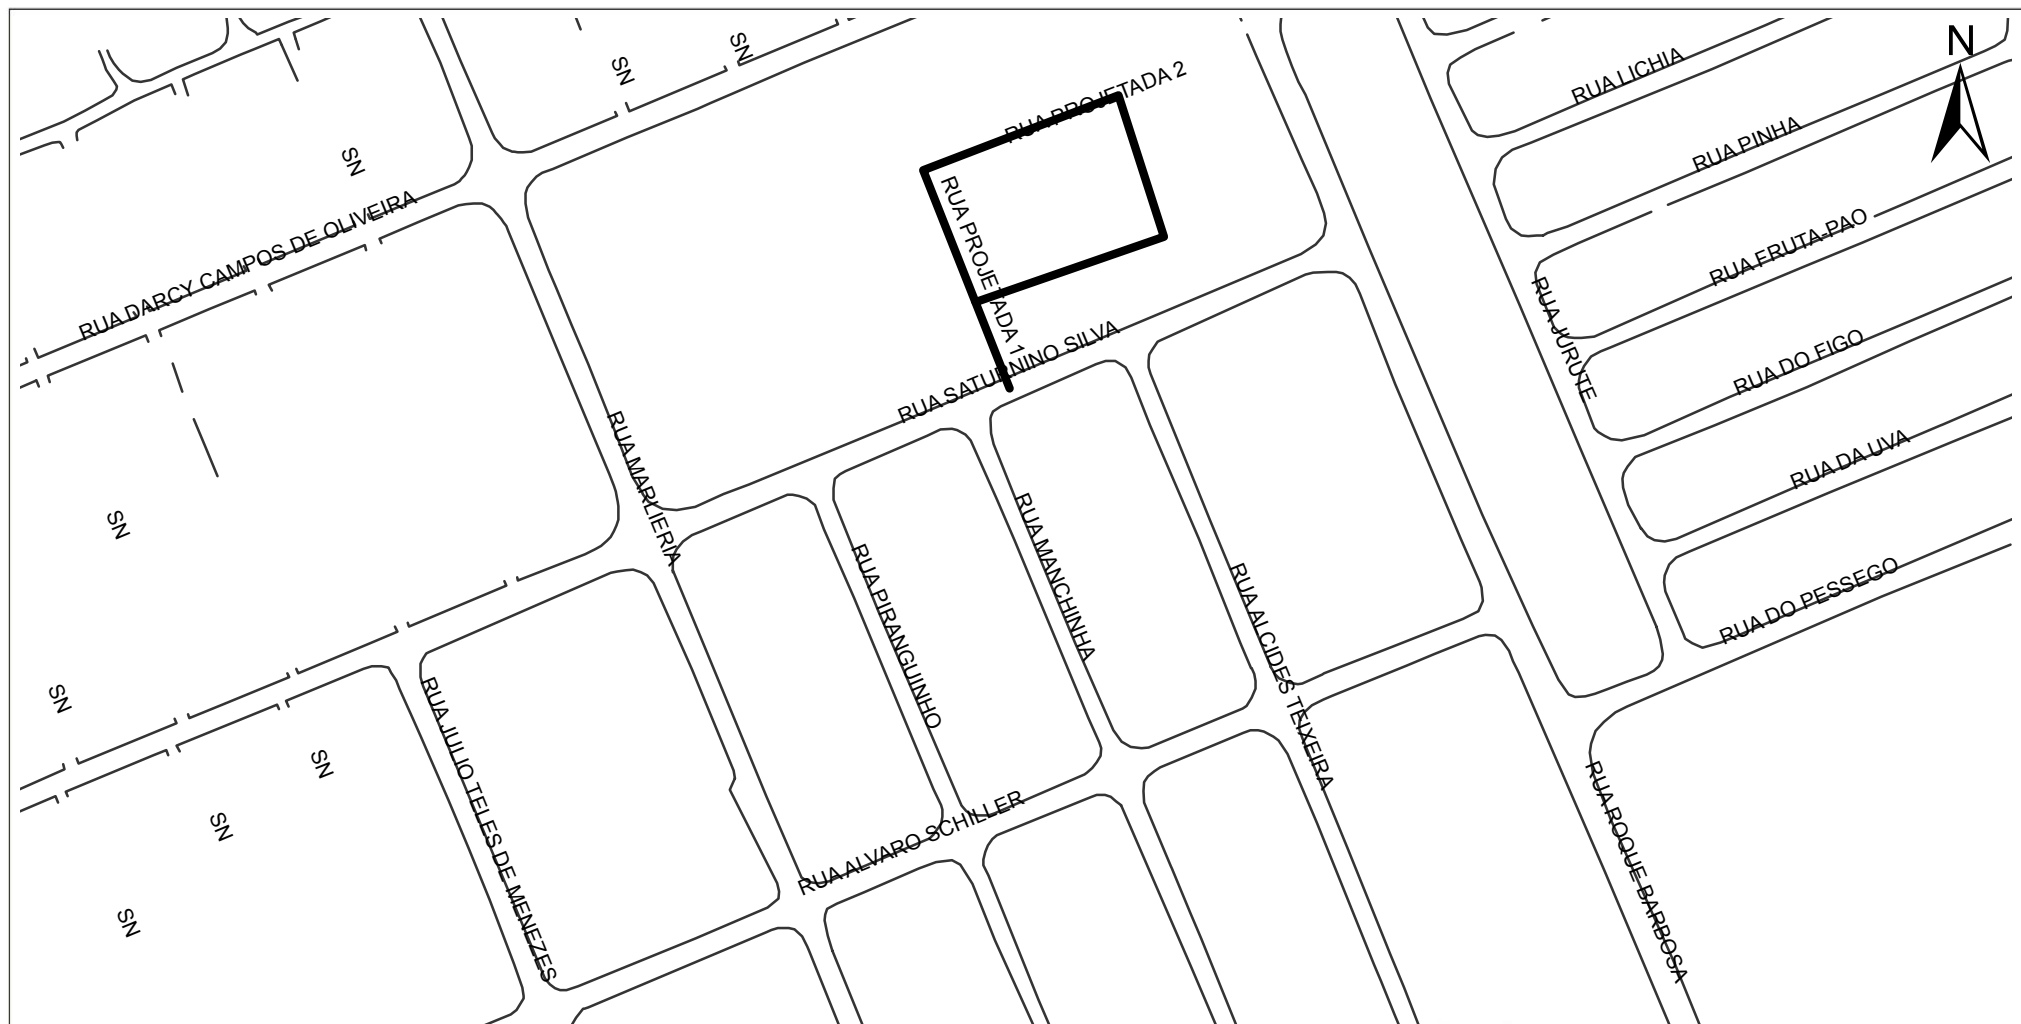 N
SN
SN
RUA LICHIA
RUA PROJETADA 2
RUA PINHA
SN
RUA DARCY CAMPOS DE OLIVEIRA
RUA PROJETADA 1
RUA FRUTA-PAO
RUA JURUTE
RUA SATURNINO SILVA
RUA DO FIGO
RUA MARLIERIA
RUA DA UVA
SN
RUA PIRANGUINHO
RUA MANCHINHA
RUA ALCIDES TEIXEIRA
RUA DO PESSEGO
SN
RUA JULIO TELES DE MENEZES
SN
RUA ROQUE BARBOSA
SN
RUA ALVARO SCHILLER
SN